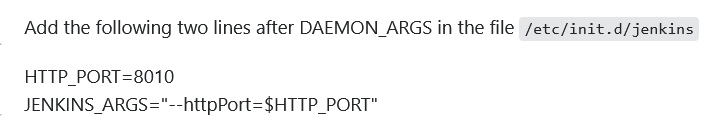 Add the following two lines after DAEMON_ARGS in the file /etc/init.d/jenkins
HTTP_PORT=8010
JENKINS_ARGS="--httpPort=$HTTP_PORT"